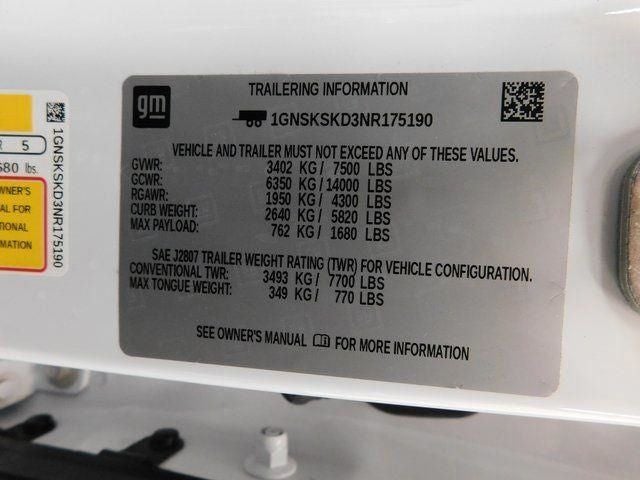 gm
TRAILERING INFORMATION
1GNSKSKD3NR175190
VEHICLE AND TRAILER MUST NOT EXCEED ANY OF THESE VALUES.
GVWR: 3402 KG / 7500 LBS
GCWR: 6350 KG / 14000 LBS
RGAWR: 1950 KG / 4300 LBS
CURB WEIGHT: 2640 KG / 5820 LBS
MAX PAYLOAD: 762 KG / 1680 LBS
SAE J2807 TRAILER WEIGHT RATING (TWR) FOR VEHICLE CONFIGURATION.
CONVENTIONAL TWR: 3493 KG / 7700 LBS
MAX TONGUE WEIGHT: 349 KG / 770 LBS
SEE OWNER'S MANUAL FOR MORE INFORMATION
R 5
680 lbs.
OWNER'S
AL FOR
TIONAL
MATION
1GNSKSKD3NR175190